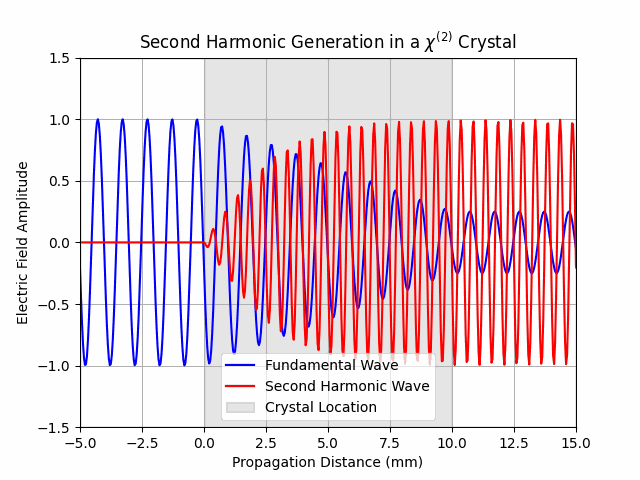 Second Harmonic Generation in a χ(2) Crystal
Electric Field Amplitude
1.5
1.0
0.5
0.0
−0.5
−1.0
−1.5
Fundamental Wave
Second Harmonic Wave
Crystal Location
−5.0 −2.5 0.0 2.5 5.0 7.5 10.0 12.5 15.0
Propagation Distance (mm)